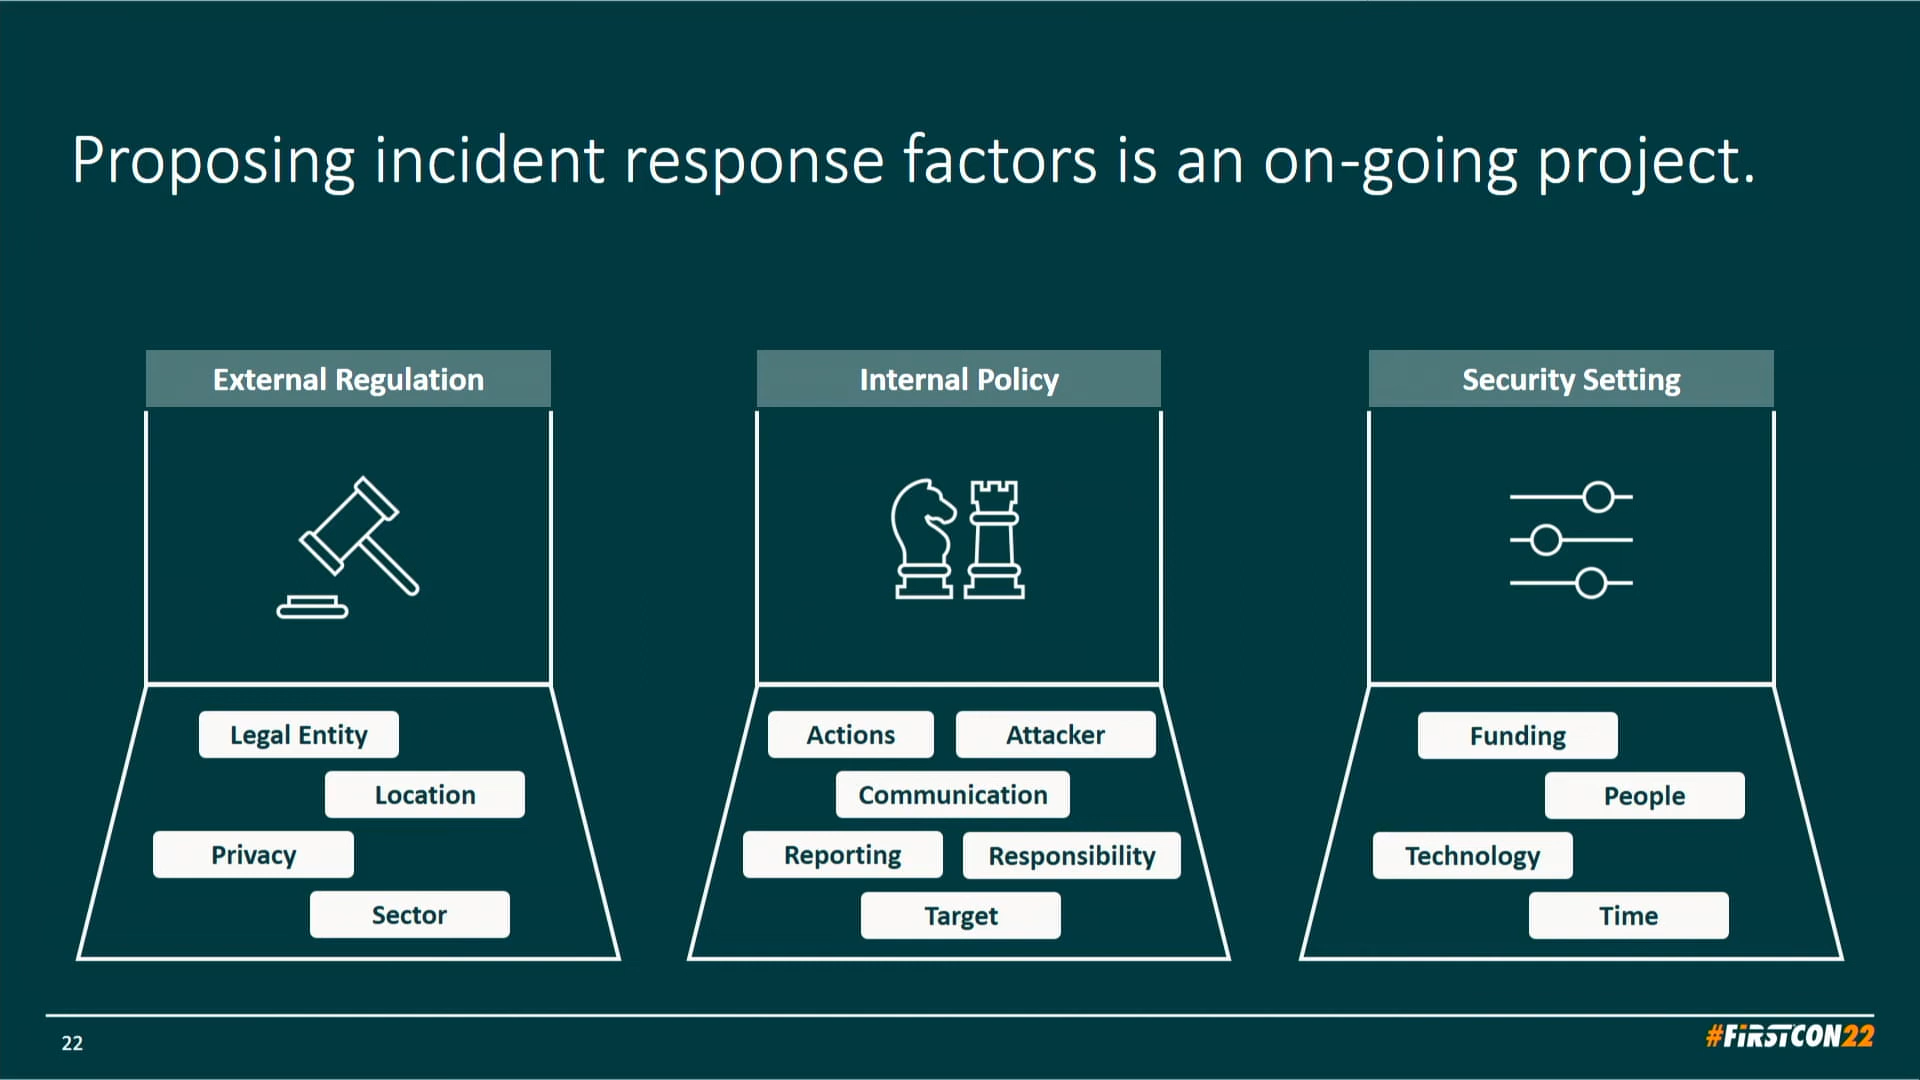 Proposing incident response factors is an on-going project.
External Regulation
Legal Entity
Location
Privacy
Sector
Internal Policy
Actions
Attacker
Communication
Reporting
Responsibility
Target
Security Setting
Funding
People
Technology
Time
22
#FiRSTCON22